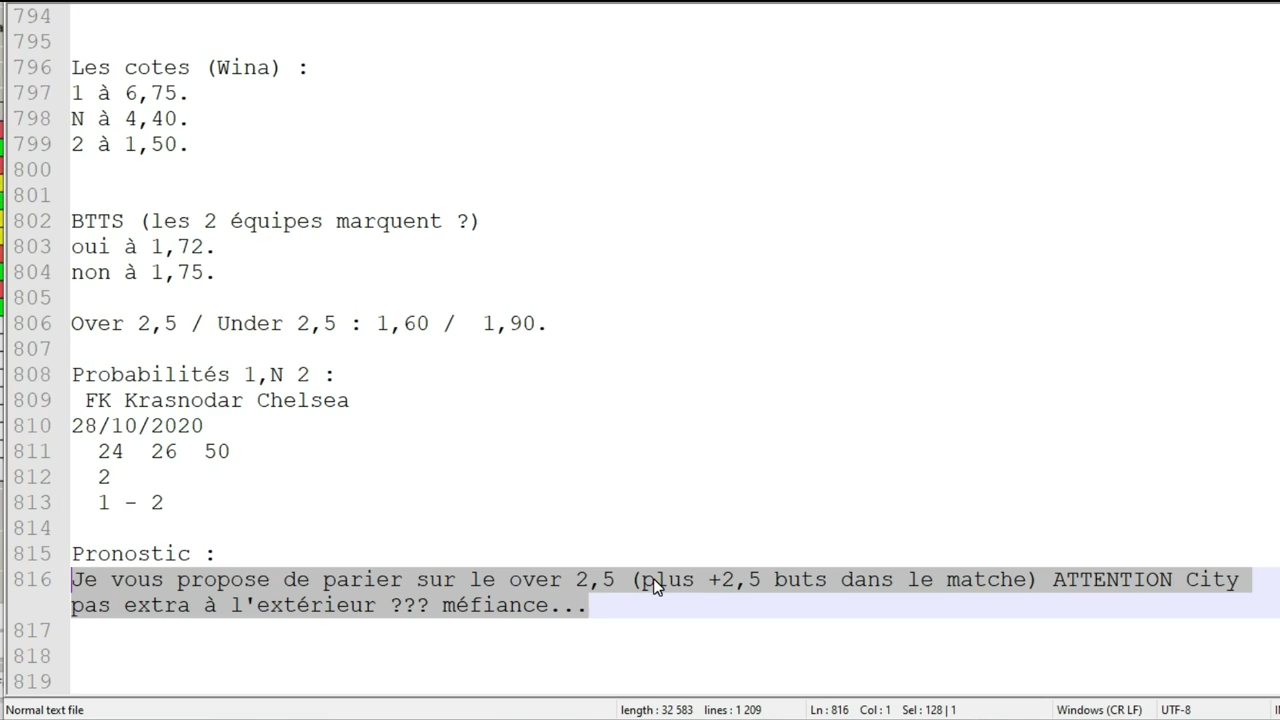 794
795
796 Les cotes (Wina) :
797 1 à 6,75.
798 N à 4,40.
799 2 à 1,50.
800
801
802 BTTS (les 2 équipes marquent ?)
803 oui à 1,72.
804 non à 1,75.
805
806 Over 2,5 / Under 2,5 : 1,60 /  1,90.
807
808 Probabilités 1,N 2 :
809  FK Krasnodar Chelsea
810 28/10/2020
811   24  26  50
812   2
813   1 - 2
814
815 Pronostic :
816 Je vous propose de parier sur le over 2,5 (plus +2,5 buts dans le matche) ATTENTION City
pas extra à l'extérieur ??? méfiance...
817
818
819
Normal text file length : 32 583 lines : 1 209 Ln : 816 Col : 1 Sel : 128 | 1 Windows (CR LF) UTF-8